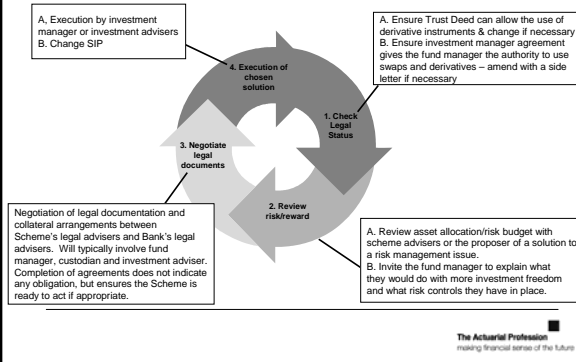 A, Execution by investment
manager or investment advisers
B. Change SIP
A. Ensure Trust Deed can allow the use of
derivative instruments & change if necessary
B. Ensure investment manager agreement
gives the fund manager the authority to use
swaps and derivatives – amend with a side
letter if necessary
4. Execution of
chosen
solution
1. Check
Legal
Status
3. Negotiate
legal
documents
2. Review
risk/reward
Negotiation of legal documentation and
collateral arrangements between
Scheme's legal advisers and Bank's legal
advisers. Will typically involve fund
manager, custodian and investment adviser.
Completion of agreements does not indicate
any obligation, but ensures the Scheme is
ready to act if appropriate.
A. Review asset allocation/risk budget with
scheme advisers or the proposer of a solution to
a risk management issue.
B. Invite the fund manager to explain what
they would do with more investment freedom
and what risk controls they have in place.
The Actuarial Profession
making financial sense of the future